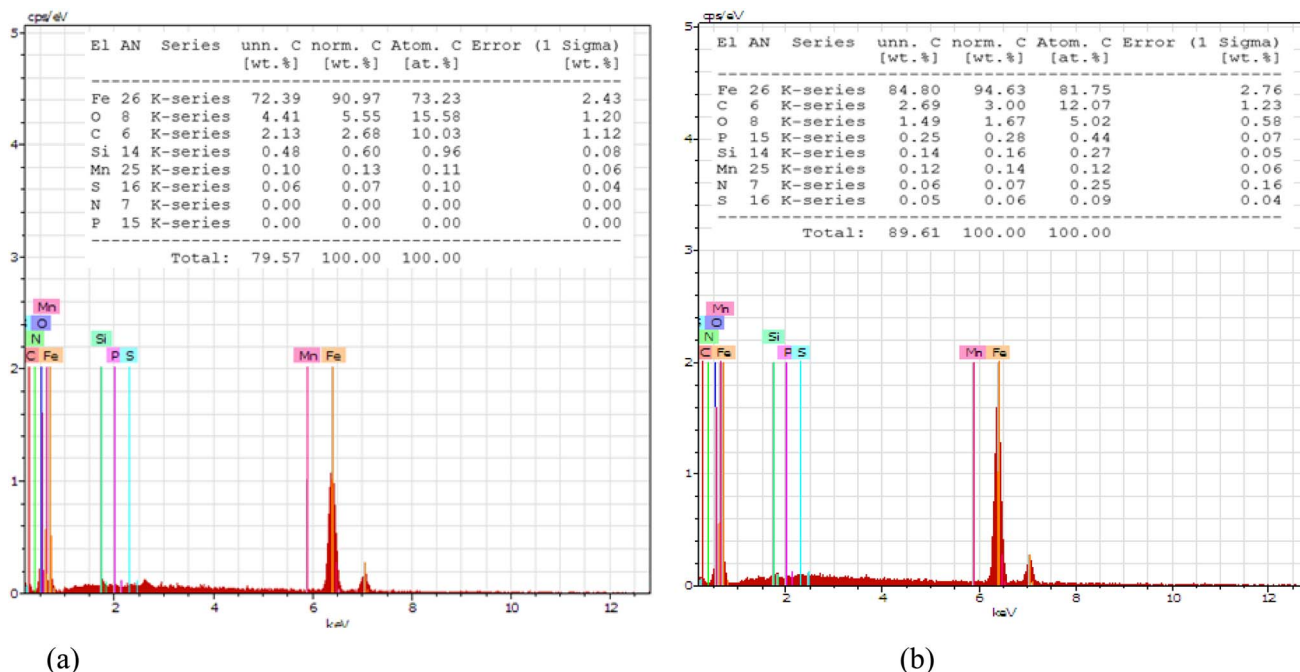 cps/eV
5
El AN Series unn. C norm. C Atom. C Error (1 Sigma)
[wt.%] [wt.%] [at.%] [wt.%]
Fe 26 K-series 72.39 90.97 73.23 2.43
O 8 K-series 4.41 5.55 15.58 1.20
C 6 K-series 2.13 2.68 10.03 1.12
4
Si 14 K-series 0.48 0.60 0.96 0.08
Mn 25 K-series 0.10 0.13 0.11 0.06
S 16 K-series 0.06 0.07 0.10 0.04
N 7 K-series 0.00 0.00 0.00 0.00
P 15 K-series 0.00 0.00 0.00 0.00
Total: 79.57 100.00 100.00
3
Mn
O
N Si
C Fe P S Mn Fe
2
1
0
2 4 6 8 10 12
keV
(a)
cps/eV
5
El AN Series unn. C norm. C Atom. C Error (1 Sigma)
[wt.%] [wt.%] [at.%] [wt.%]
Fe 26 K-series 84.80 94.63 81.75 2.76
C 6 K-series 2.69 3.00 12.07 1.23
O 8 K-series 1.49 1.67 5.02 0.58
P 15 K-series 0.25 0.28 0.44 0.07
4
Si 14 K-series 0.14 0.16 0.27 0.05
Mn 25 K-series 0.12 0.14 0.12 0.06
N 7 K-series 0.06 0.07 0.25 0.16
S 16 K-series 0.05 0.06 0.09 0.04
Total: 89.61 100.00 100.00
3
Mn
O
N Si
C Fe P S Mn Fe
2
1
0
2 4 6 8 10 12
keV
(b)